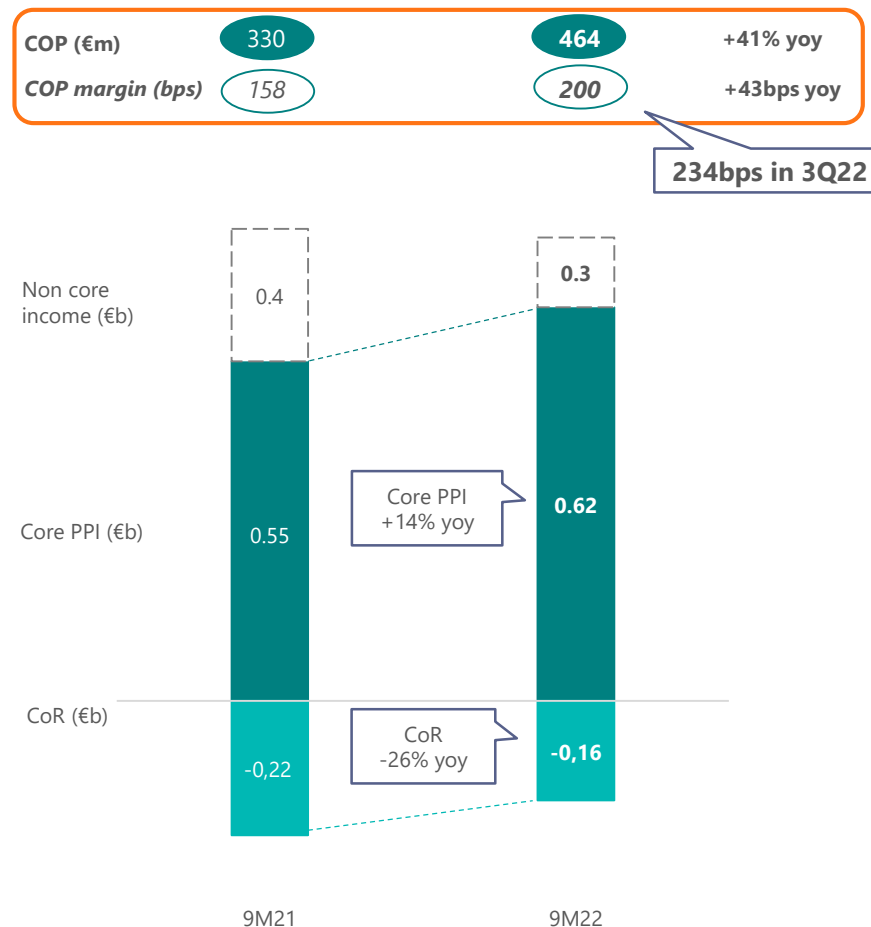 COP (€m) 330 464 +41% yoy
COP margin (bps) 158 200 +43bps yoy
234bps in 3Q22
Non core
income (€b)
0.4
0.3
Core PPI (€b)
0.55
Core PPI
+14% yoy
0.62
CoR (€b)
-0,22
CoR
-26% yoy
-0,16
9M21
9M22